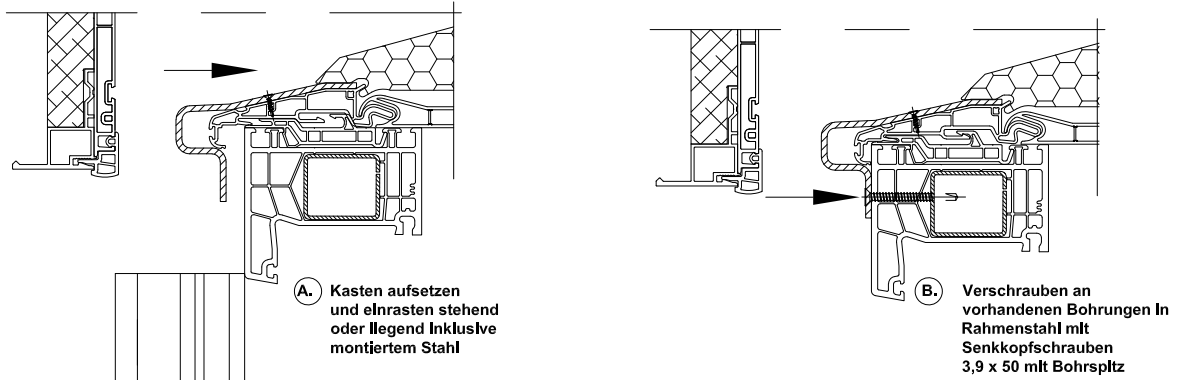 A. Kasten aufsetzen
und einrasten stehend
oder liegend inklusive
montiertem Stahl
B. Verschrauben an
vorhandenen Bohrungen in
Rahmenstahl mit
Senkkopfschrauben
3,9 x 50 mit Bohrspitz